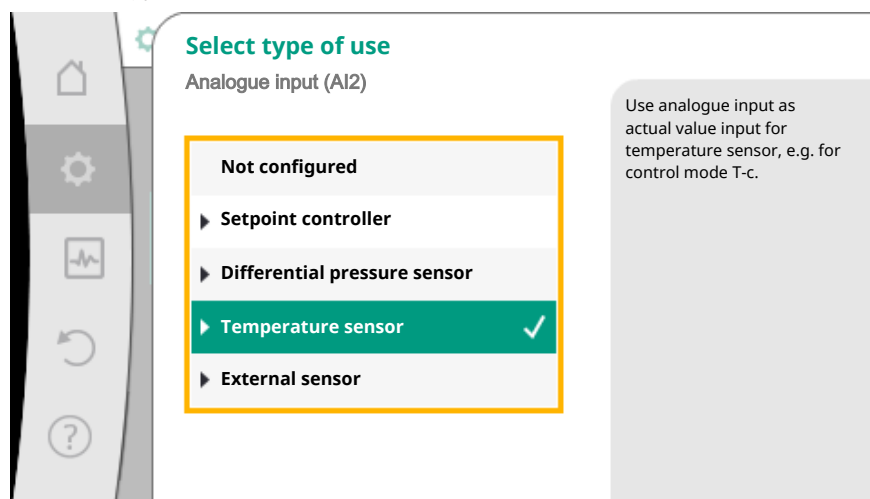 Select type of use
Analogue input (AI2)
Not configured
Setpoint controller
Differential pressure sensor
Temperature sensor
External sensor
Use analogue input as
actual value input for
temperature sensor, e.g. for
control mode T-c.
?